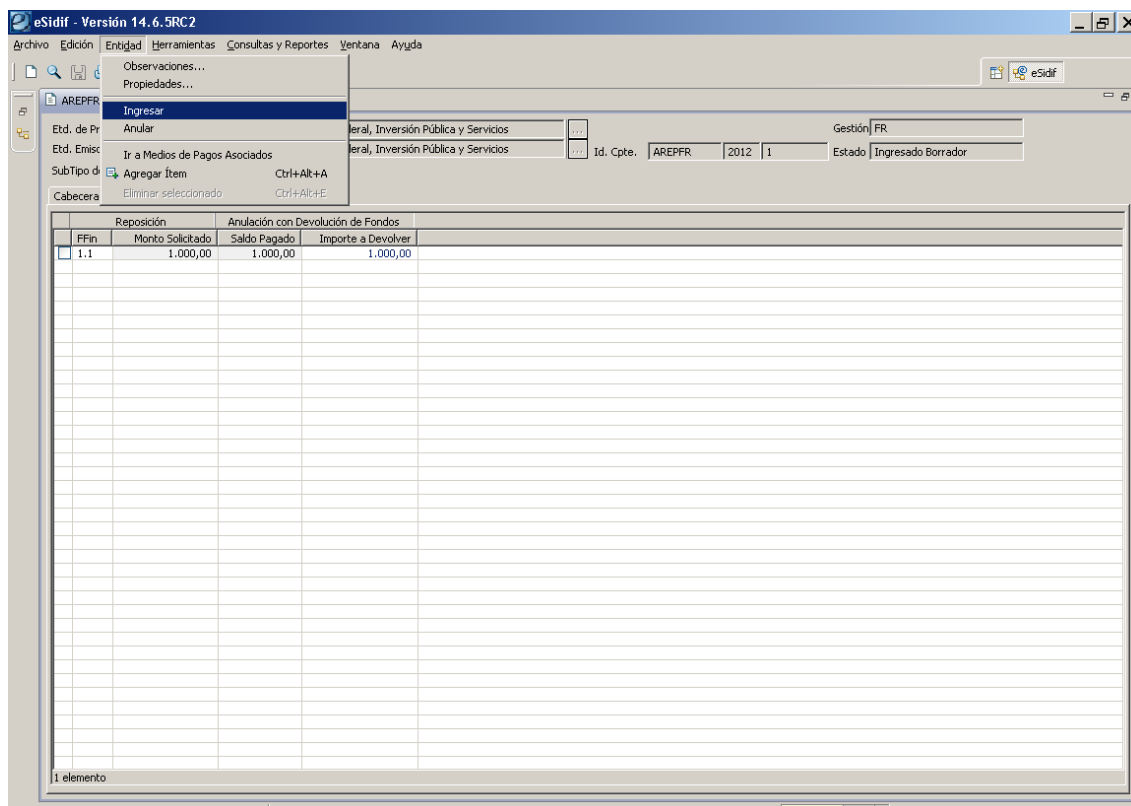 eSidif - Versión 14.6.5RC2
Archivo Edición Entidad Herramientas Consultas y Reportes Ventana Ayuda
Observaciones...
Propiedades...
eSidif
AREPFR
Ingresar
Etd. de Pr
Anular
eral, Inversión Pública y Servicios
...
Gestión FR
Etd. Emiso
eral, Inversión Pública y Servicios
...
Id. Cpte. AREPFR 2012 1
Estado Ingresado Borrador
Ir a Medios de Pagos Asociados
SubTipo d
Agregar Ítem Ctrl+Alt+A
Cabecera
Eliminar seleccionado Ctrl+Alt+E
Reposición Anulación con Devolución de Fondos
FFin Monto Solicitado Saldo Pagado Importe a Devolver
1.1 1.000,00 1.000,00 1.000,00
1 elemento